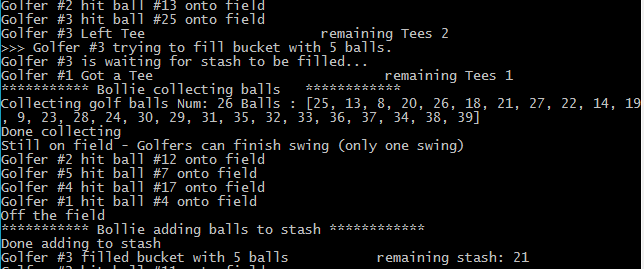 Golfer #2 hit ball #13 onto field
Golfer #3 hit ball #25 onto field
Golfer #3 Left Tee remaining Tees 2
>>> Golfer #3 trying to fill bucket with 5 balls.
Golfer #3 is waiting for stash to be filled...
Golfer #1 Got a Tee remaining Tees 1
*********** Bollie collecting balls ************
Collecting golf balls Num: 26 Balls : [25, 13, 8, 20, 26, 18, 21, 27, 22, 14, 19
, 9, 23, 28, 24, 30, 29, 31, 35, 32, 33, 36, 37, 34, 38, 39]
Done collecting
Still on field - Golfers can finish swing (only one swing)
Golfer #2 hit ball #12 onto field
Golfer #5 hit ball #7 onto field
Golfer #4 hit ball #17 onto field
Golfer #1 hit ball #4 onto field
Off the field
*********** Bollie adding balls to stash ************
Done adding to stash
Golfer #3 filled bucket with 5 balls remaining stash: 21
hit ball #11 onto field